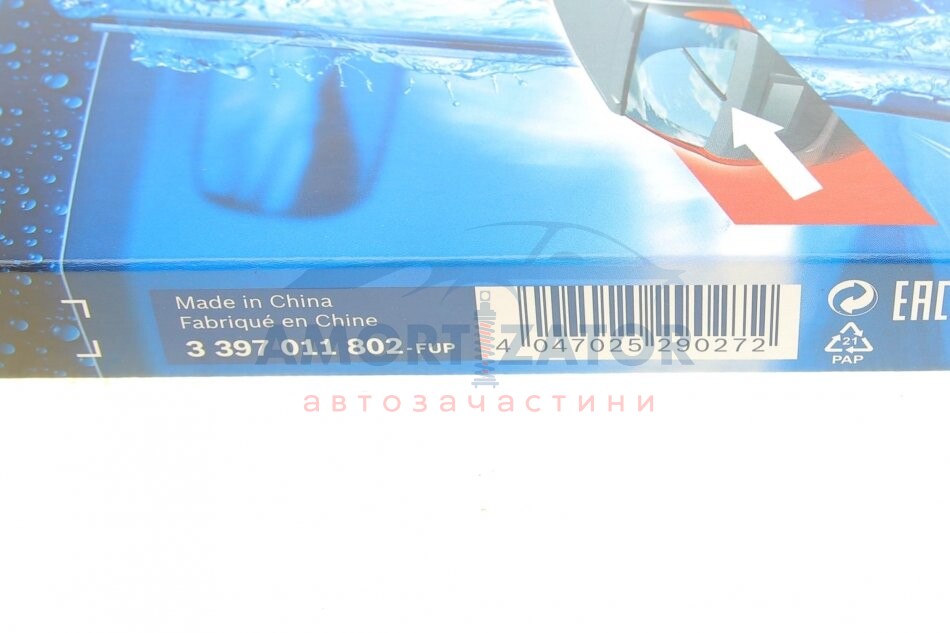 Made in China
Fabriqué en Chine
3 397 011 802-FUP
4 047025 290272
EAC
21
PAP
AMORTIZATOR
автозачастини